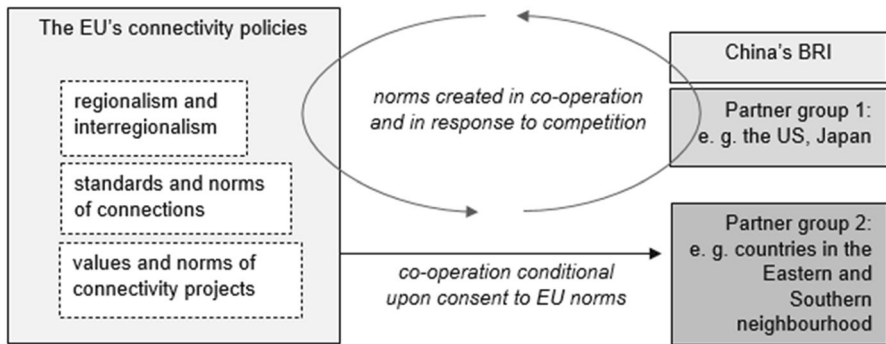 The EU's connectivity policies
regionalism and
interregionalism
standards and norms
of connections
values and norms of
connectivity projects
norms created in co-operation
and in response to competition
co-operation conditional
upon consent to EU norms
China's BRI
Partner group 1:
e. g. the US, Japan
Partner group 2:
e. g. countries in the
Eastern and
Southern
neighbourhood